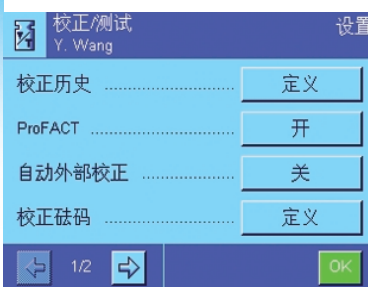 校正/测试
设置
Y. Wang
校正历史 ........................ 定义
ProFACT ........................... 开
自动外部校正 ................. 关
校正砝码 ........................ 定义
1/2
OK